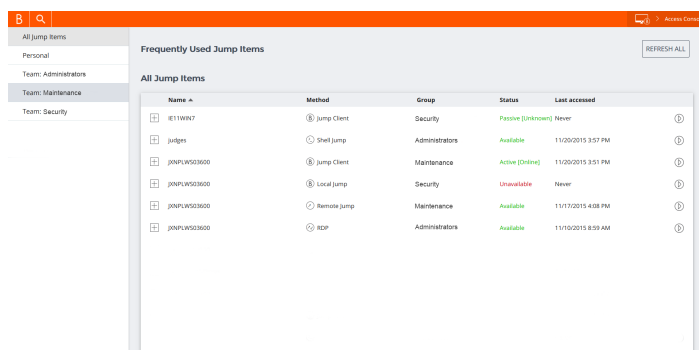 B
Access Conso
All Jump Items
Personal
Team: Administrators
Team: Maintenance
Team: Security
Frequently Used Jump Items
REFRESH ALL
All Jump Items
Name Method Group Status Last accessed
IE11WIN7 Jump Client Security Passive [Unknown] Never
judges Shell Jump Administrators Available 11/20/2015 3:57 PM
JXNPLWS03600 Jump Client Maintenance Active [Online] 11/20/2015 3:51 PM
JXNPLWS03600 Local Jump Security Unavailable Never
JXNPLWS03600 Remote Jump Maintenance Available 11/17/2015 4:08 PM
JXNPLWS03600 RDP Administrators Available 11/10/2015 8:59 AM